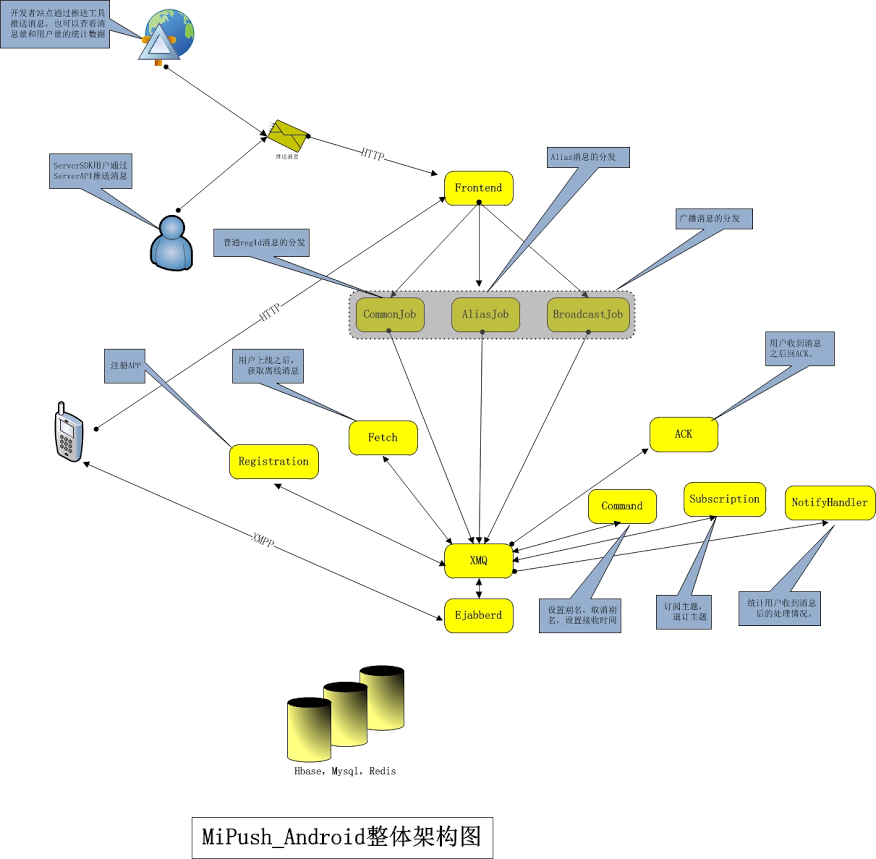 开发者站点通过推送工具
推送消息，也可以查看消
息量和用户量的统计数据
推送消息
HTTP
ServerSDK用户通过
ServerAPI推送消息
Alias消息的分发
Frontend
广播消息的分发
普通regId消息的分发
HTTP
CommonJob
AliasJob
BroadcastJob
注册APP
用户上线之后，
获取离线消息
用户收到消息
之后回ACK。
Fetch
ACK
Registration
Command
Subscription
NotifyHandler
XMPP
XMQ
Ejabberd
设置别名，取消别
名，设置接收时间
订阅主题，
退订主题
统计用户收到消息
后的处理情况。
Hbase，Mysql，Redis
MiPush_Android整体架构图